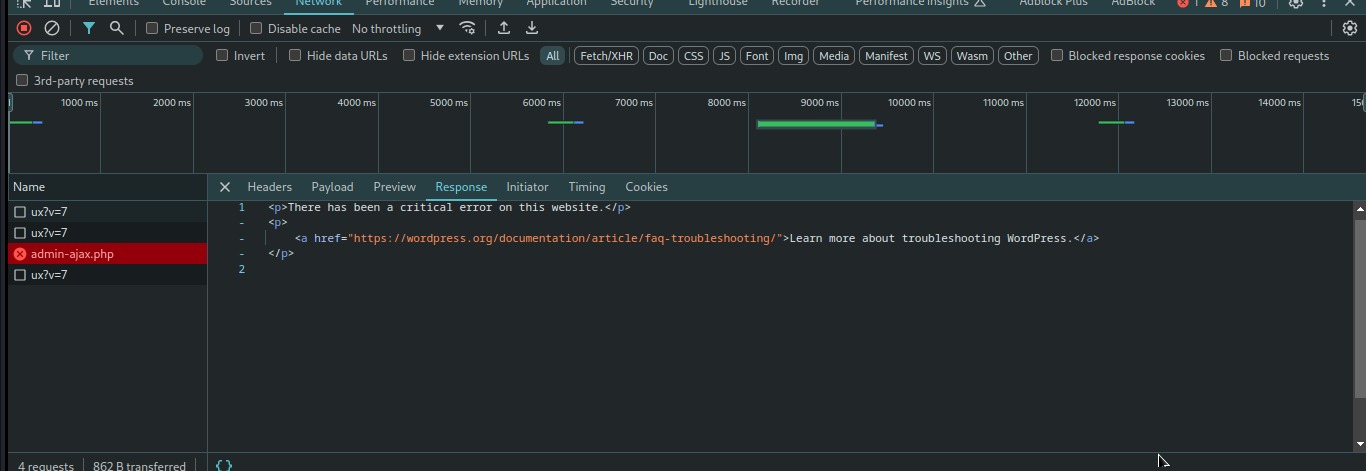 Elements Console Sources Network Performance Memory Application Security Lighthouse Recorder Performance insights Adblock Plus AdBlock 1 8 10
Preserve log Disable cache No throttling
Filter Invert Hide data URLs Hide extension URLs All Fetch/XHR Doc CSS JS Font Img Media Manifest WS Wasm Other Blocked response cookies Blocked requests
3rd-party requests
1000 ms 2000 ms 3000 ms 4000 ms 5000 ms 6000 ms 7000 ms 8000 ms 9000 ms 10000 ms 11000 ms 12000 ms 13000 ms 14000 ms 150
Name Headers Payload Preview Response Initiator Timing Cookies
ux?v=7
ux?v=7
admin-ajax.php
ux?v=7
1 <p>There has been a critical error on this website.</p>
- <p>
- <a href="https://wordpress.org/documentation/article/faq-troubleshooting/">Learn more about troubleshooting WordPress.</a>
- </p>
2
4 requests 862 B transferred {}